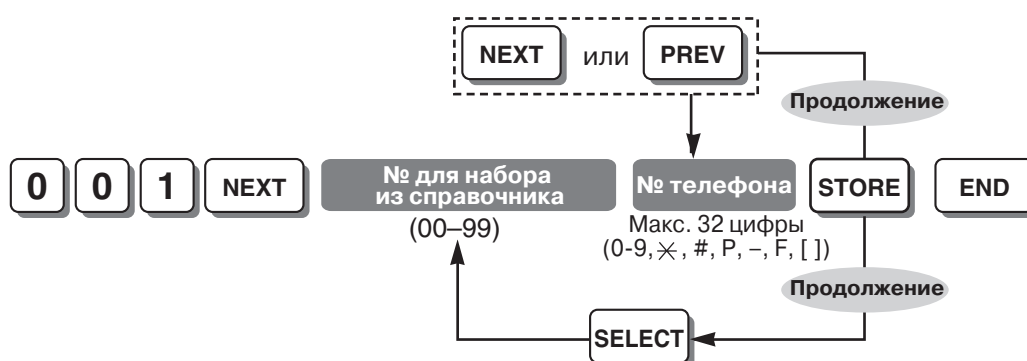 NEXT или PREV
Продолжение
0 0 1 NEXT № для набора из справочника № телефона STORE END
(00–99)
Макс. 32 цифры
(0-9, ✳, #, P, –, F, [ ])
Продолжение
SELECT